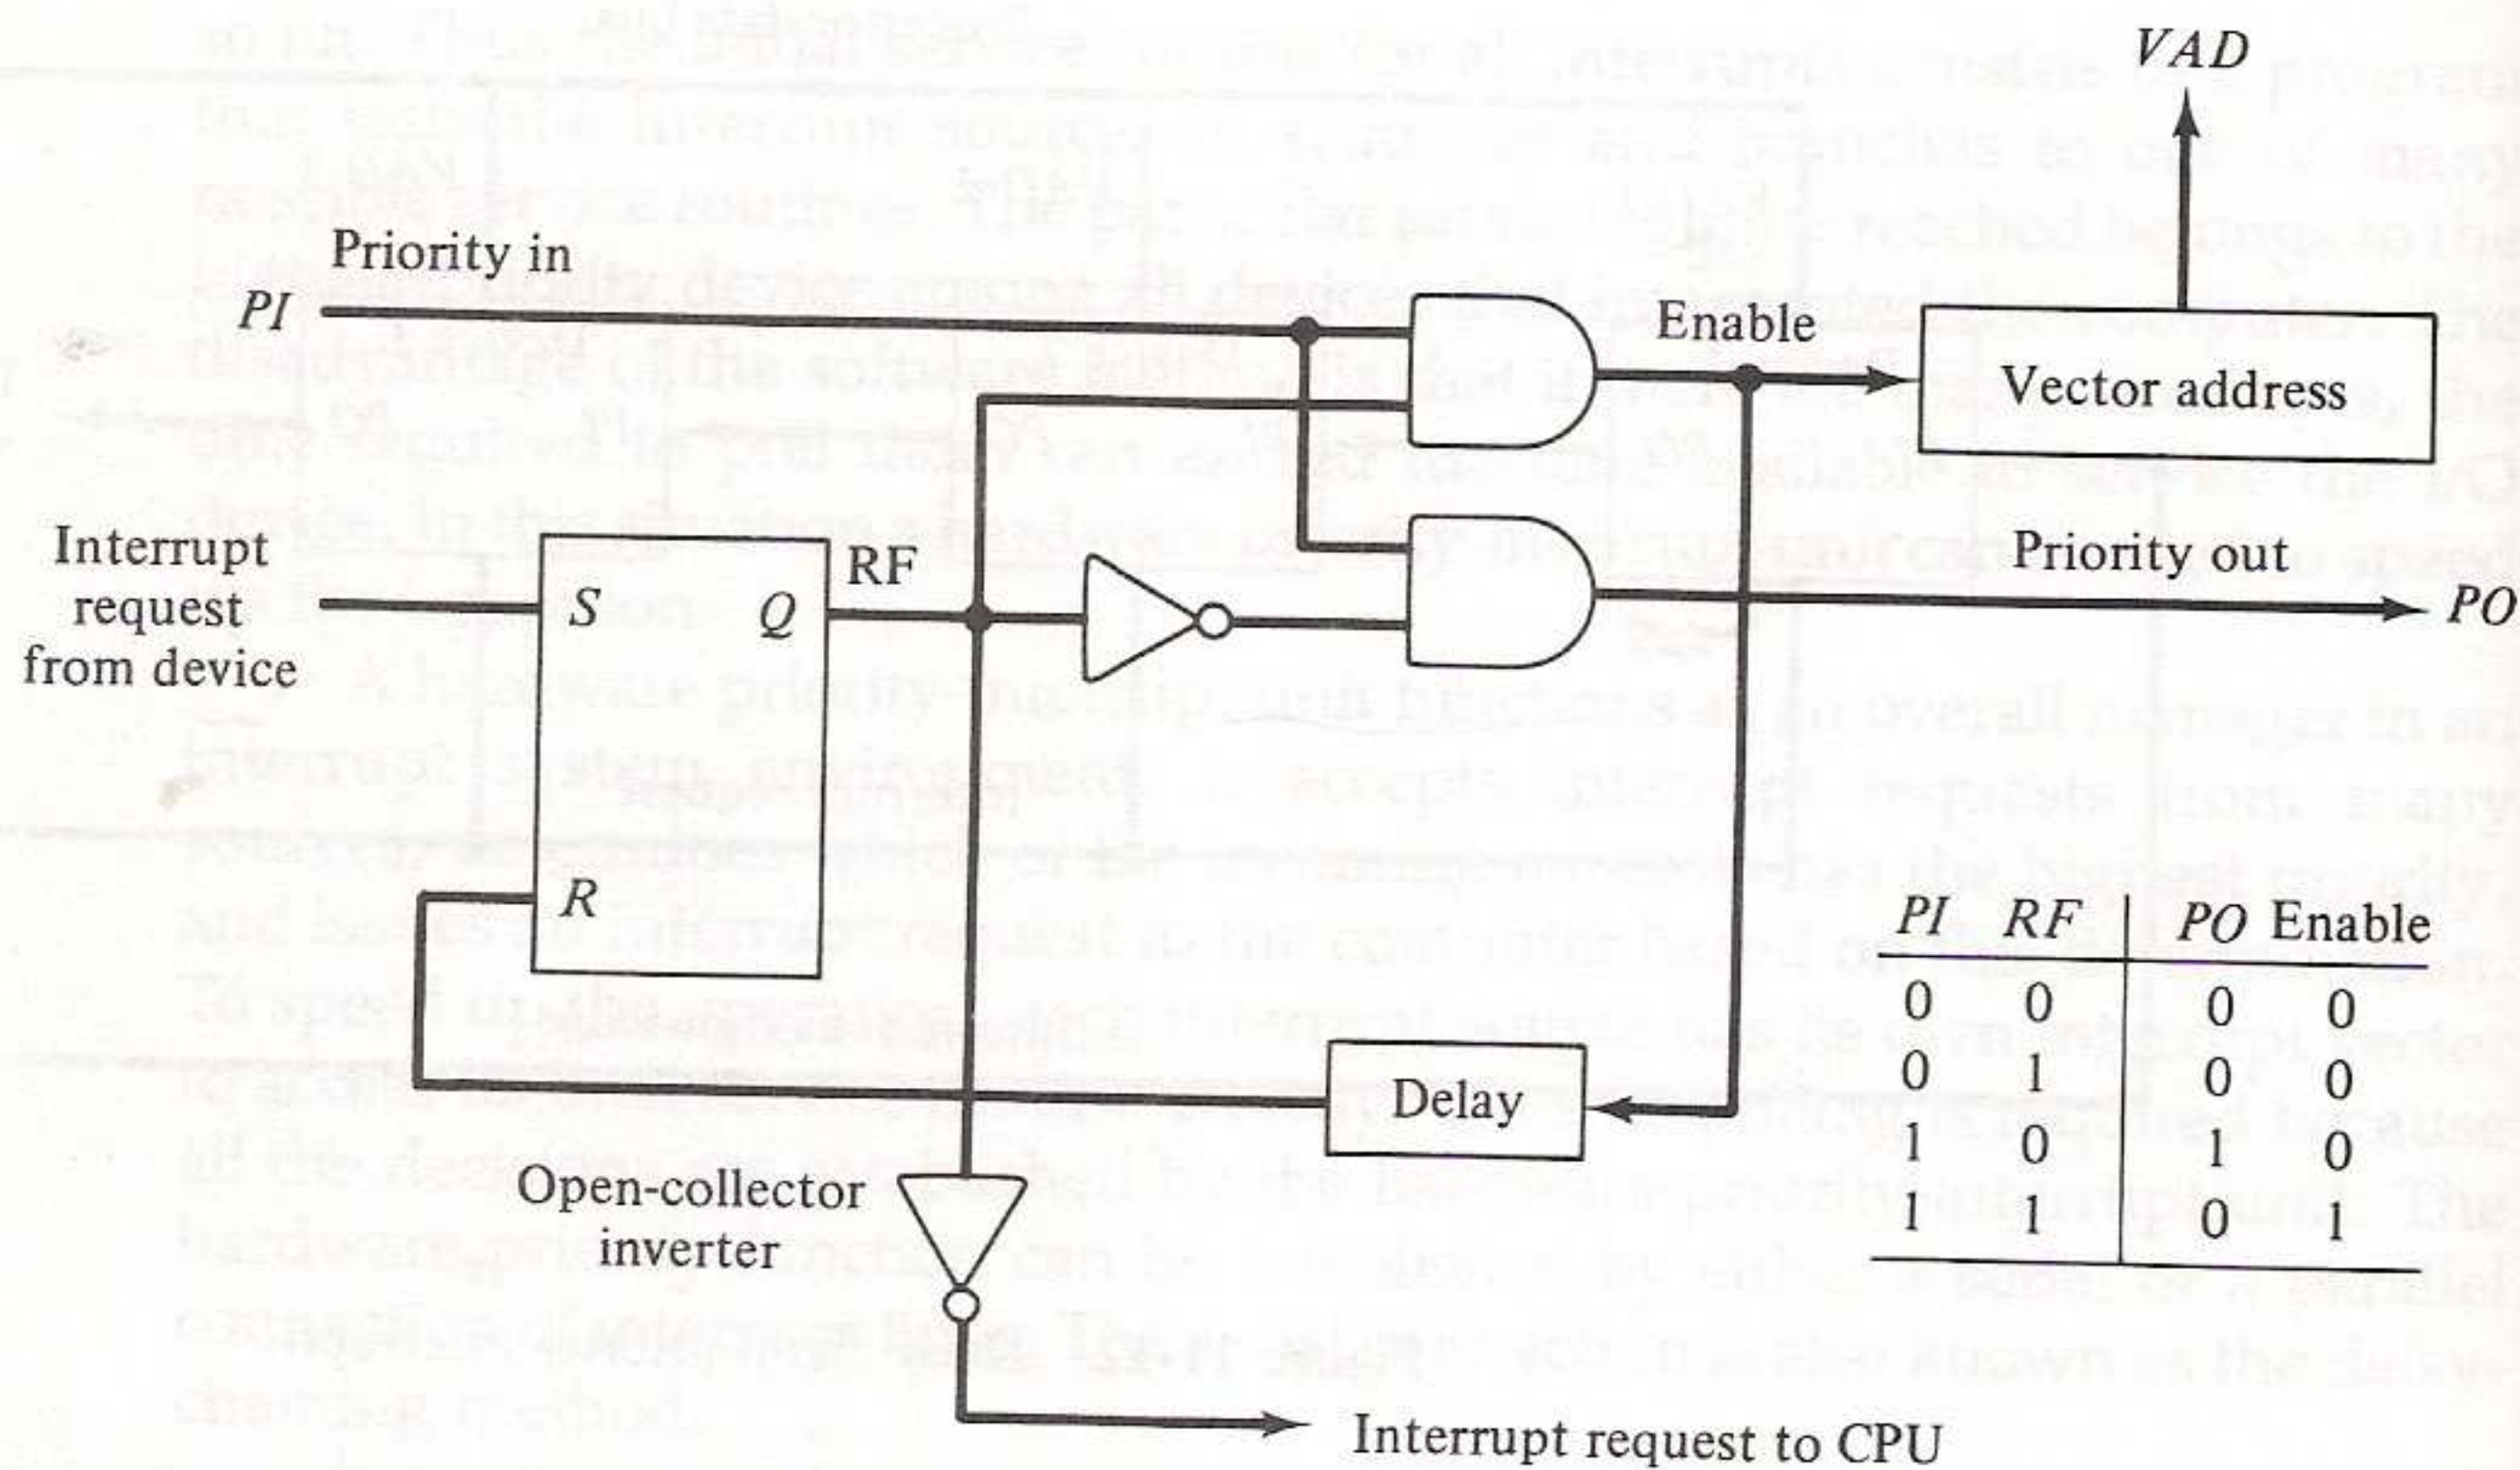 VAD
Priority in
PI
Enable
Vector address
Interrupt
request
from device
S
Q
RF
Priority out
PO
R
Delay
Open-collector
inverter
Interrupt request to CPU
PI RF PO Enable
0 0 0 0
0 1 0 0
1 0 1 0
1 1 0 1